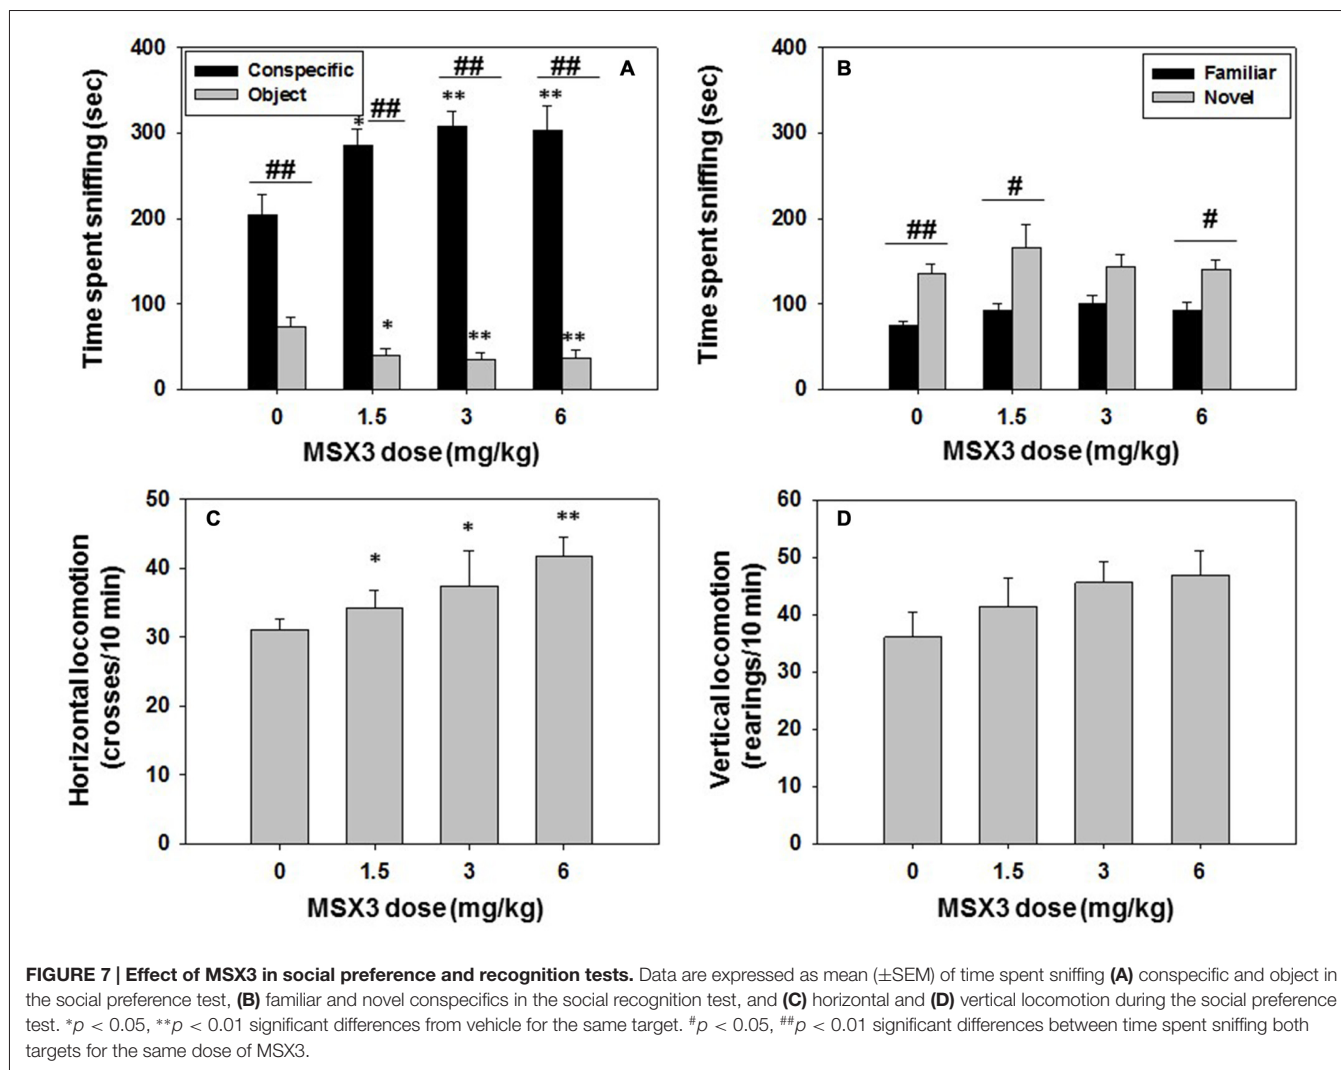 400
300
200
100
0
Time spent sniffing (sec)
Conspecific
Object
A
##
*
##
##
**
##
**
*
**
**
0 1.5 3 6
MSX3 dose (mg/kg)
400
300
200
100
0
Time spent sniffing (sec)
B
Familiar
Novel
##
#
#
0 1.5 3 6
MSX3 dose (mg/kg)
50
40
30
20
10
0
Horizontal locomotion
(crosses/10 min)
C
*
*
**
0 1.5 3 6
MSX3 dose (mg/kg)
60
50
40
30
20
10
0
Vertical locomotion
(rearings/10 min)
D
0 1.5 3 6
MSX3 dose (mg/kg)
FIGURE 7 | Effect of MSX3 in social preference and recognition tests. Data are expressed as mean (±SEM) of time spent sniffing (A) conspecific and object in
the social preference test, (B) familiar and novel conspecifics in the social recognition test, and (C) horizontal and (D) vertical locomotion during the social preference
test. *p < 0.05, **p < 0.01 significant differences from vehicle for the same target. #p < 0.05, ##p < 0.01 significant differences between time spent sniffing both
targets for the same dose of MSX3.